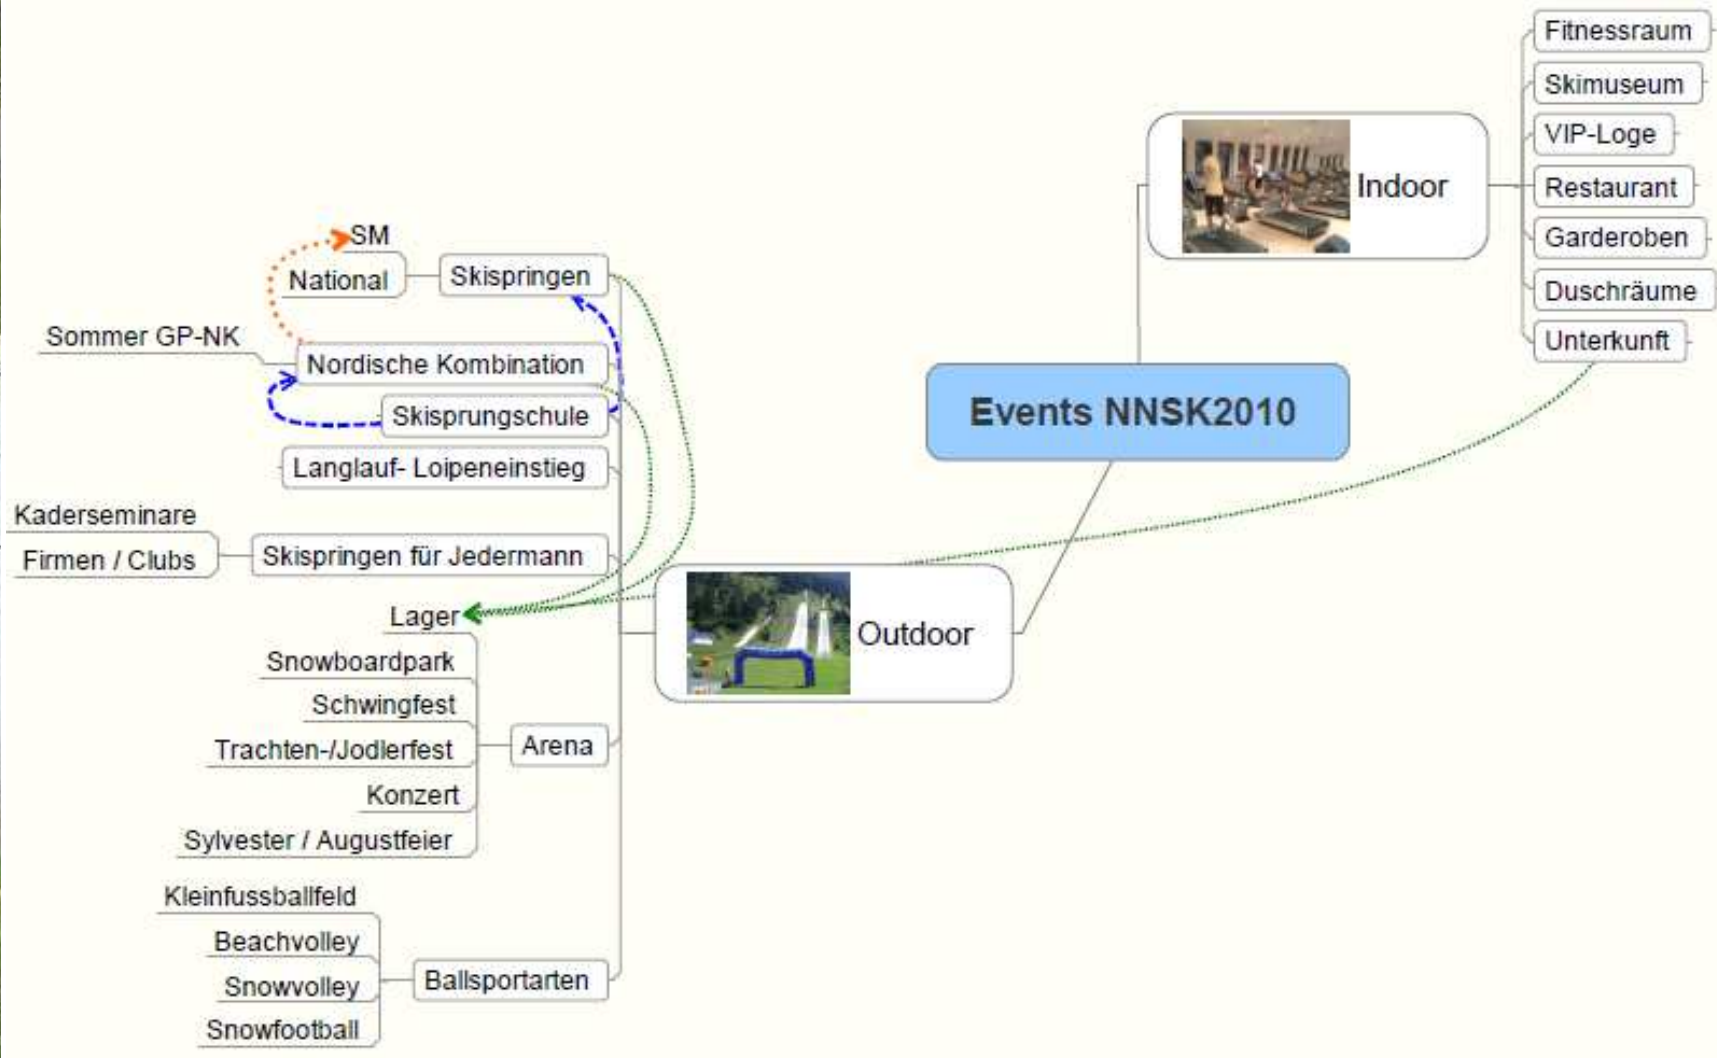 Events NNSK2010
Indoor
Fitnessraum
Skimuseum
VIP-Loge
Restaurant
Garderoben
Duschräume
Unterkunft
Outdoor
Skispringen
SM
National
Nordische Kombination
Sommer GP-NK
Skisprungschule
Langlauf- Loipeneinstieg
Skispringen für Jedermann
Kaderseminare
Firmen / Clubs
Arena
Lager
Snowboardpark
Schwingfest
Trachten-/Jodlerfest
Konzert
Sylvester / Augustfeier
Ballsportarten
Kleinfussballfeld
Beachvolley
Snowvolley
Snowfootball